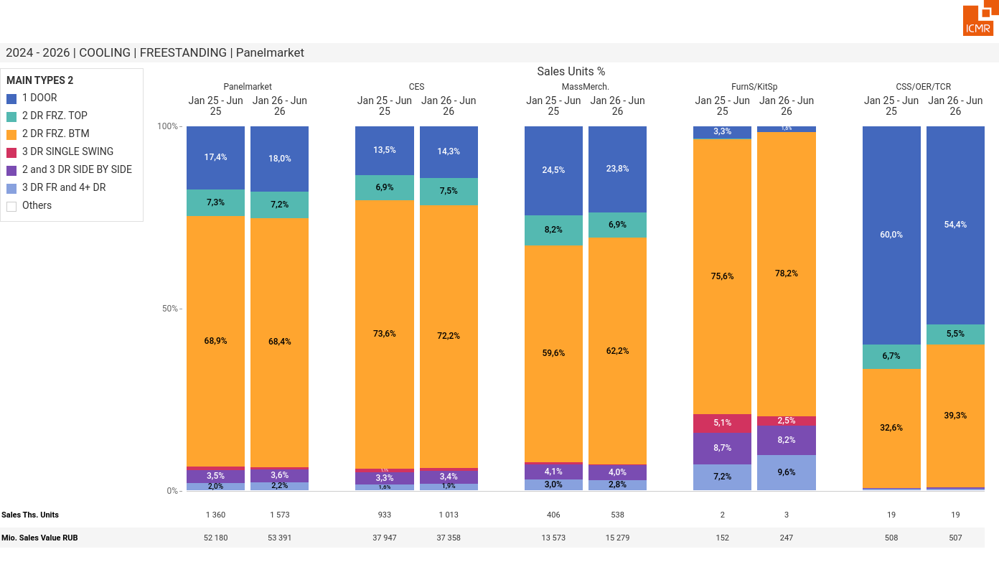 ICMR
2024 - 2026 | COOLING | FREESTANDING | Panelmarket
MAIN TYPES 2
1 DOOR
2 DR FRZ. TOP
2 DR FRZ. BTM
3 DR SINGLE SWING
2 and 3 DR SIDE BY SIDE
3 DR FR and 4+ DR
Others
Sales Units %
Panelmarket CES MassMerch. FurnS/KitSp CSS/OER/TCR
Jan 25 - Jun Jan 26 - Jun Jan 25 - Jun Jan 26 - Jun Jan 25 - Jun Jan 26 - Jun Jan 25 - Jun Jan 26 - Jun Jan 25 - Jun Jan 26 - Jun
25 26 25 26 25 26 25 26 25 26
100%
50%
0%
17,4% 18,0% 13,5% 14,3% 24,5% 23,8% 3,3% 1,6% 60,0% 54,4%
7,3% 7,2% 6,9% 7,5% 8,2% 6,9% 6,7% 5,5%
68,9% 68,4% 73,6% 72,2% 59,6% 62,2% 75,6% 78,2% 32,6% 39,3%
1,1% 5,1% 2,5%
3,5% 3,6% 3,3% 3,4% 4,1% 4,0% 8,7% 8,2%
2,0% 2,2% 1,6% 1,9% 3,0% 2,8% 7,2% 9,6%
Sales Ths. Units 1 360 1 573 933 1 013 406 538 2 3 19 19
Mio. Sales Value RUB 52 180 53 391 37 947 37 358 13 573 15 279 152 247 508 507